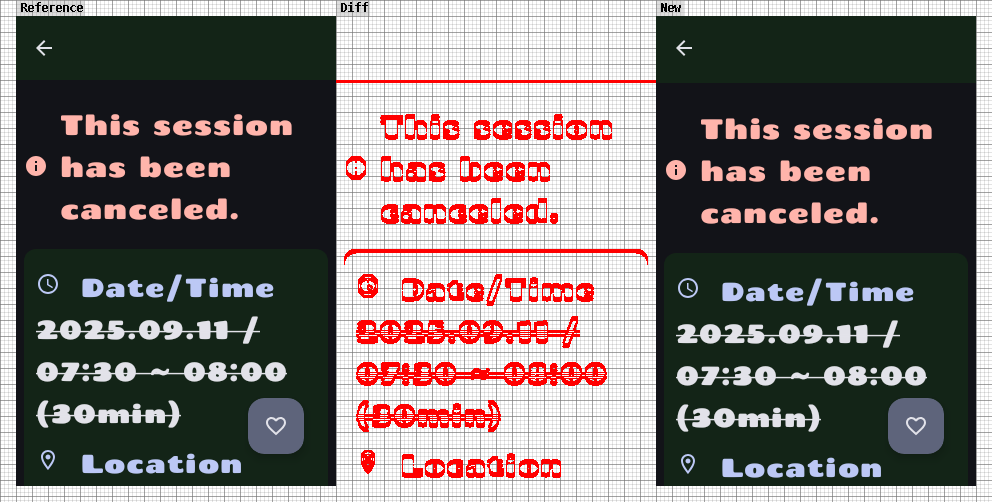 Reference
Diff
New
This session
has been
canceled.
Date/Time
2025.09.11 /
07:30 ~ 08:00
(30min)
Location
This session
has been
canceled.
Date/Time
2025.09.11 /
07:30 ~ 08:00
(30min)
Location
This session
has been
canceled.
Date/Time
2025.09.11 /
07:30 ~ 08:00
(30min)
Location